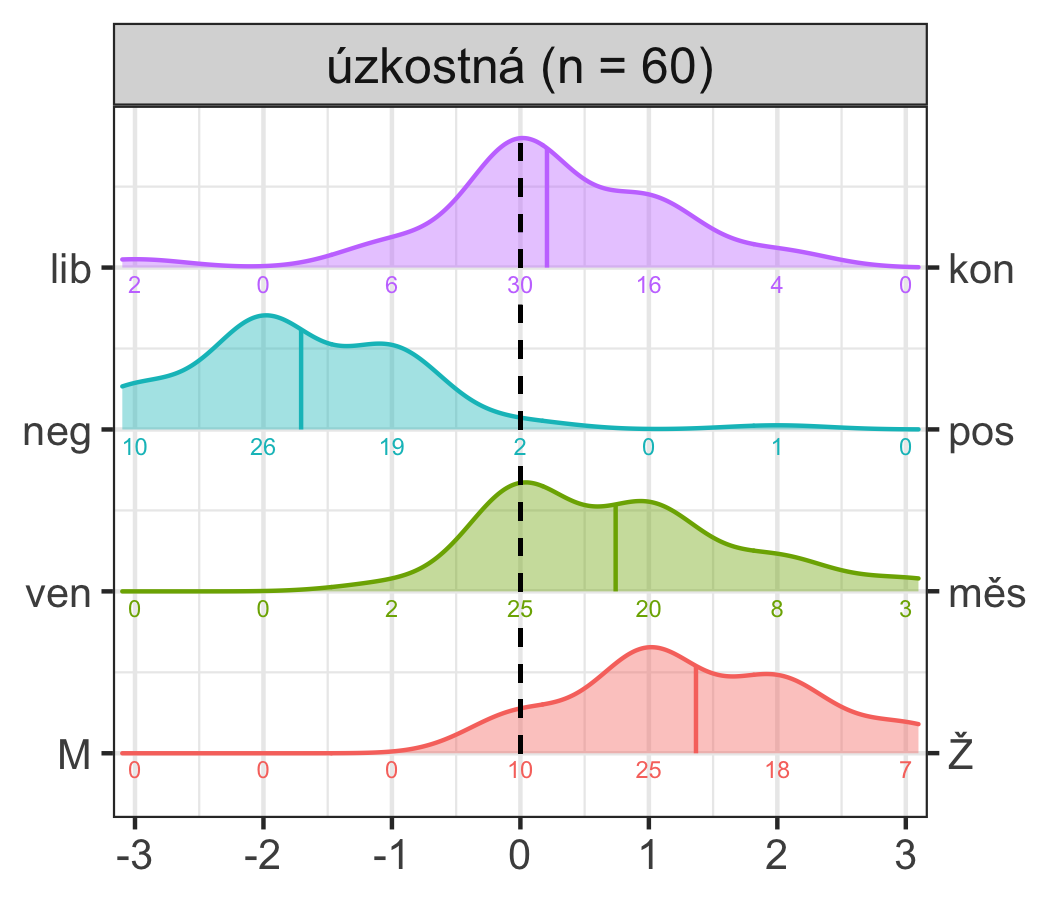 úzkostná (n = 60)
lib kon
2 0 6 30 16 4 0
neg pos
10 26 19 2 0 1 0
ven měs
0 0 2 25 20 8 3
M Ž
0 0 0 10 25 18 7
-3 -2 -1 0 1 2 3